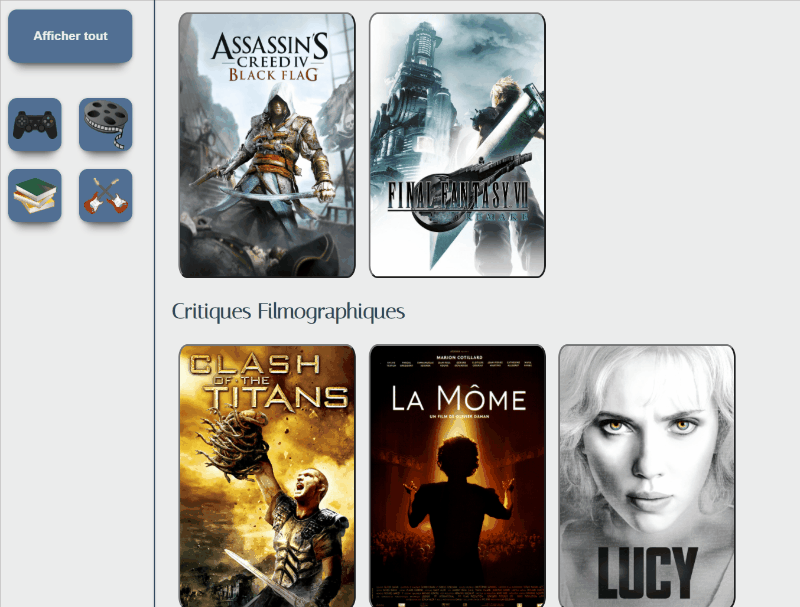 Afficher tout
ASSASSIN'S
CREED IV
BLACK FLAG
FINAL FANTASY VII
REMAKE
Critiques Filmographiques
CLASH
OF THE
TITANS
MARION COTILLARD
LA MÔME
UN FILM DE OLIVIER DAHAN
LUCY